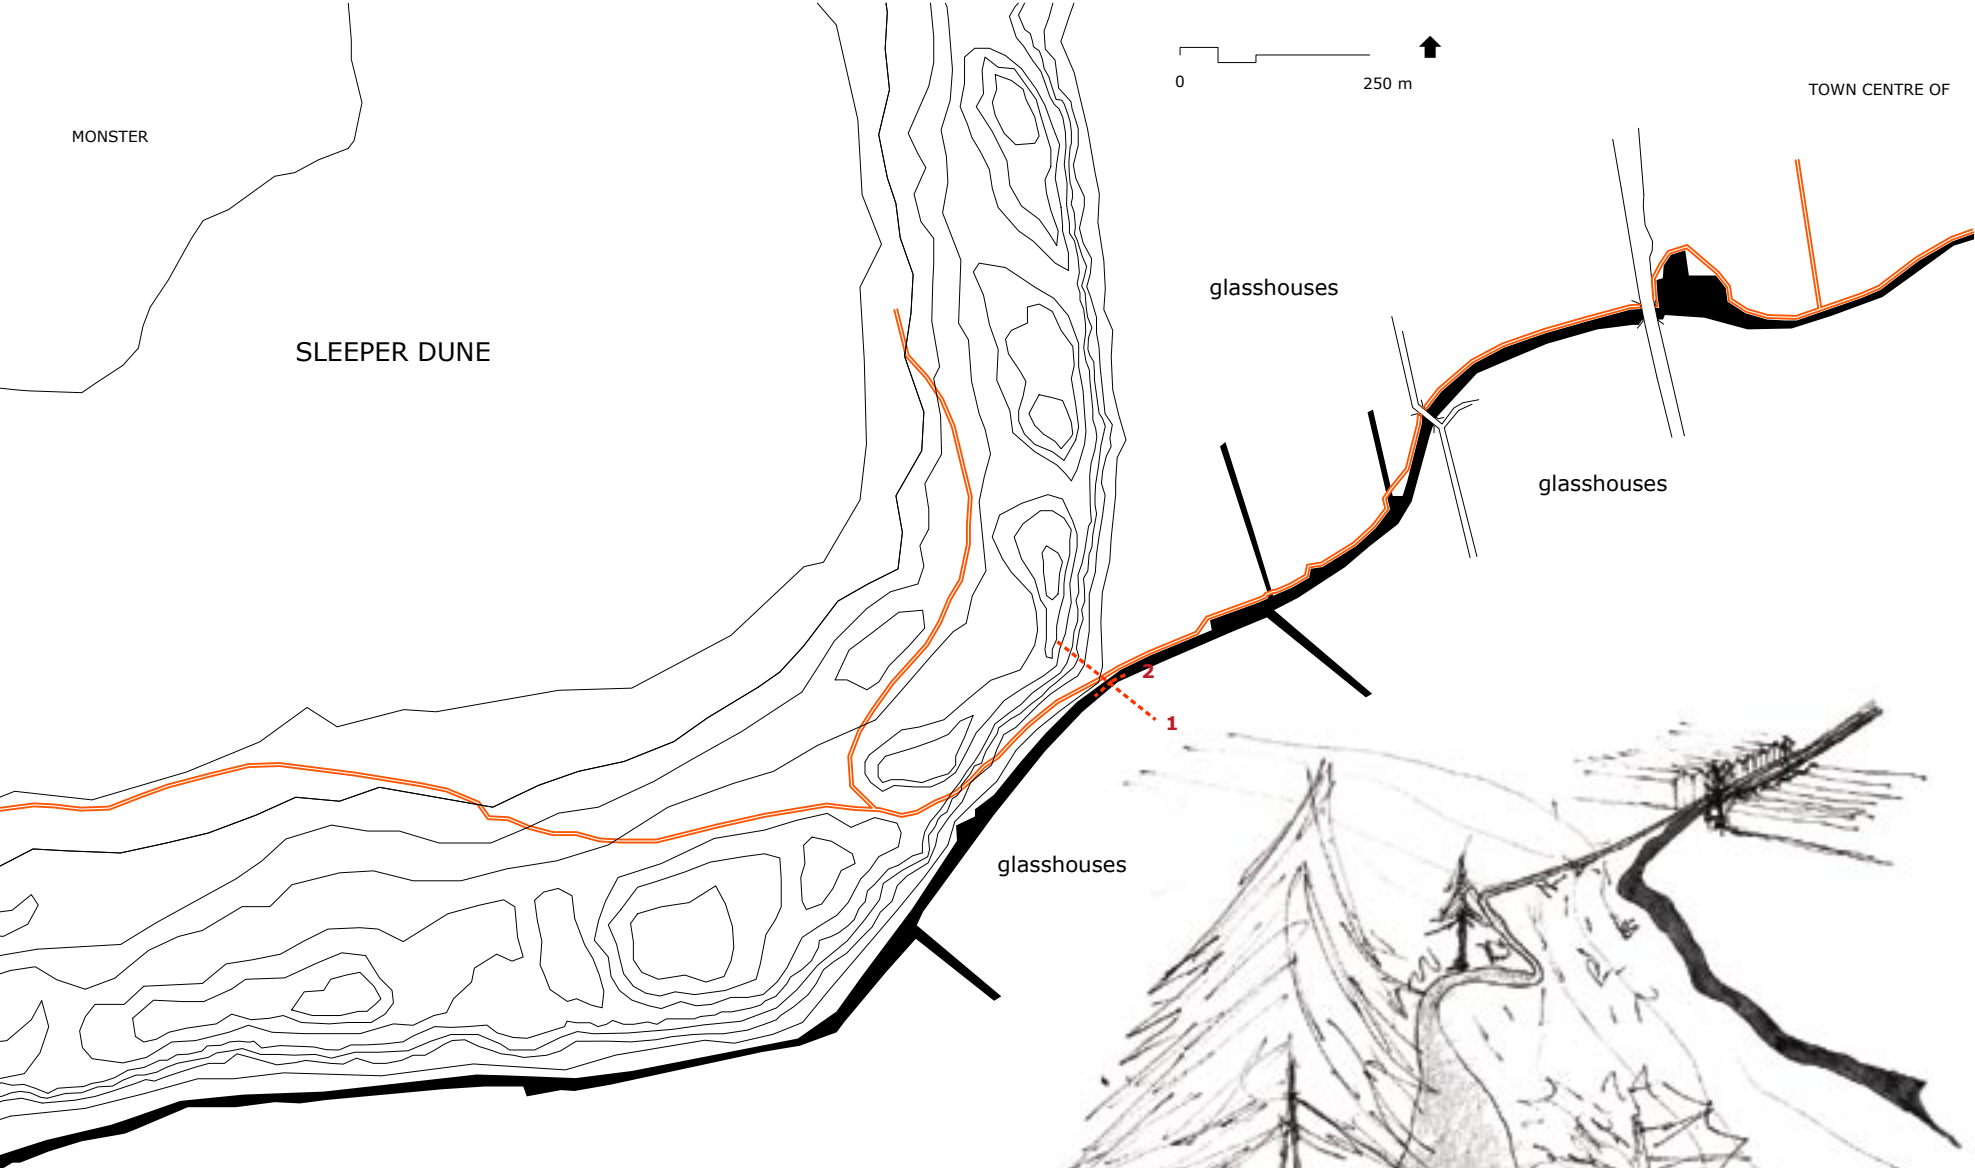 0
250 m
TOWN CENTRE OF
MONSTER
glasshouses
SLEEPER DUNE
glasshouses
2
1
glasshouses